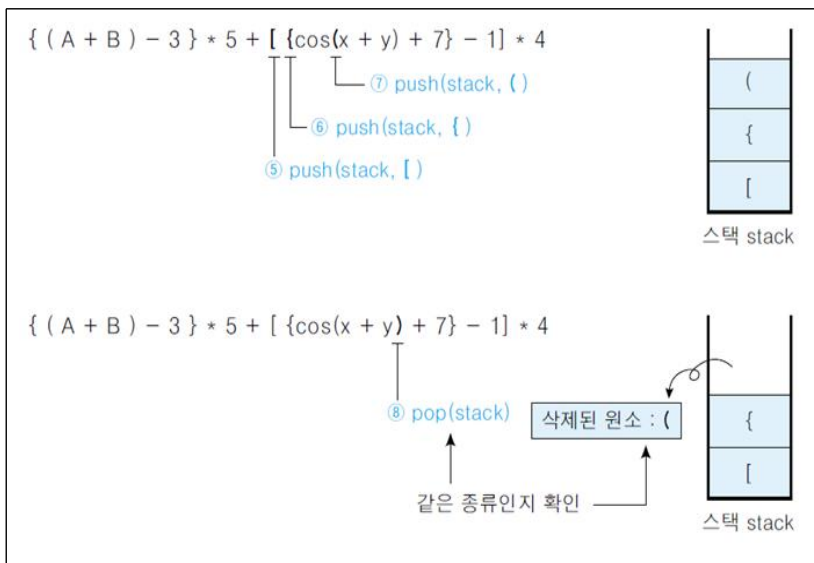 { ( A + B ) − 3 } * 5 + [ {cos(x + y) + 7} − 1] * 4
⑦ push(stack, ( )
⑥ push(stack, { )
⑤ push(stack, [ )
(
{
[
스택 stack
{ ( A + B ) − 3 } * 5 + [ {cos(x + y) + 7} − 1] * 4
⑧ pop(stack)
삭제된 원소 : (
{
[
같은 종류인지 확인
스택 stack